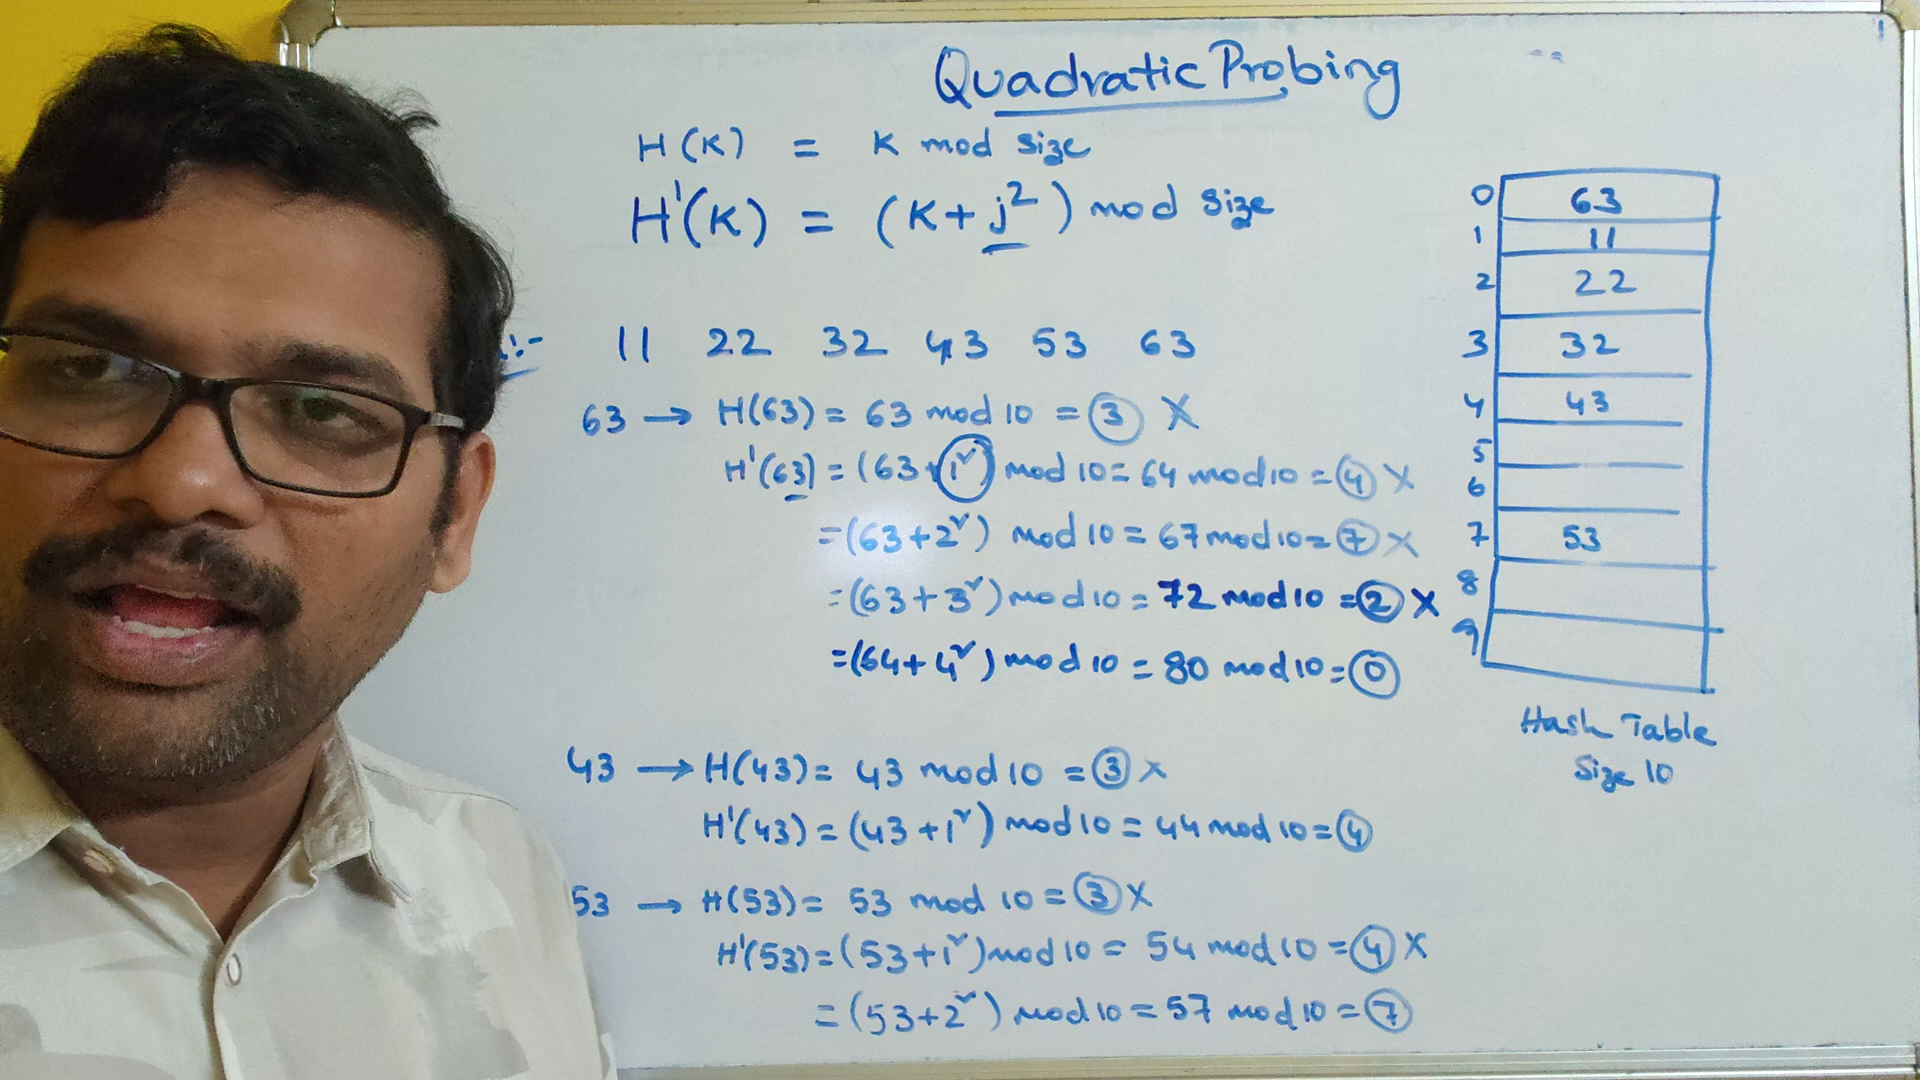 Quadratic Probing
H(K) = K mod size
H'(K) = (K+j²) mod size
:- 11 22 32 43 53 63
63 → H(63) = 63 mod 10 = 3 X
H'(63) = (63+1²) mod 10 = 64 mod 10 = 4 X
= (63+2²) mod 10 = 67 mod 10 = 7 X
= (63+3²) mod 10 = 72 mod 10 = 2 X
= (64+4²) mod 10 = 80 mod 10 = 0
43 → H(43) = 43 mod 10 = 3 X
H'(43) = (43+1²) mod 10 = 44 mod 10 = 4
53 → H(53) = 53 mod 10 = 3 X
H'(53) = (53+1²) mod 10 = 54 mod 10 = 4 X
= (53+2²) mod 10 = 57 mod 10 = 7
0 63
1 11
2 22
3 32
4 43
5
6
7 53
8
9
Hash Table
Size 10